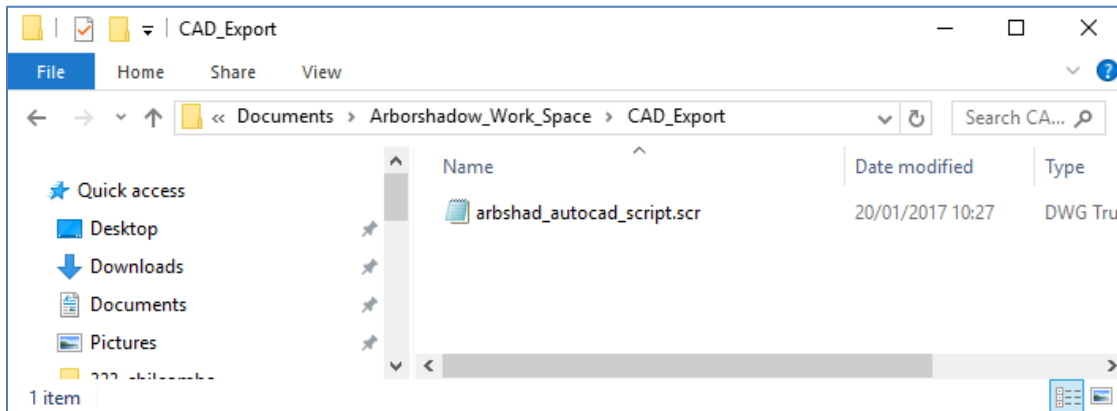 CAD_Export
File Home Share View
« Documents > Arborshadow_Work_Space > CAD_Export Search CA...
Name Date modified Type
Quick access
arbshad_autocad_script.scr 20/01/2017 10:27 DWG Tru
Desktop
Downloads
Documents
Pictures
1 item